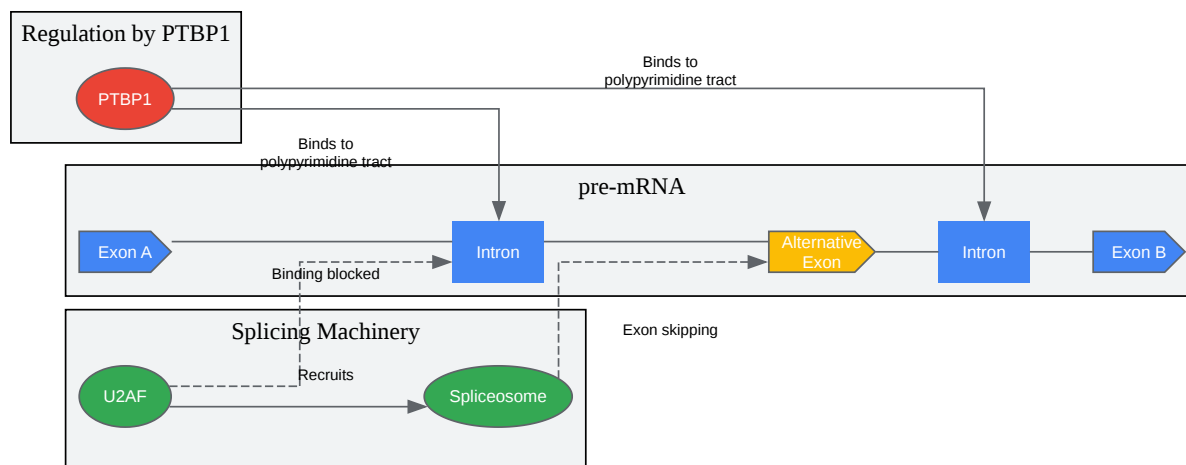 Regulation by PTBP1
PTBP1
Binds to
polypyrimidine tract
Binds to
polypyrimidine tract
pre-mRNA
Exon A
Intron
Alternative
Exon
Intron
Exon B
Binding blocked
Splicing Machinery
Exon skipping
Recruits
U2AF
Spliceosome